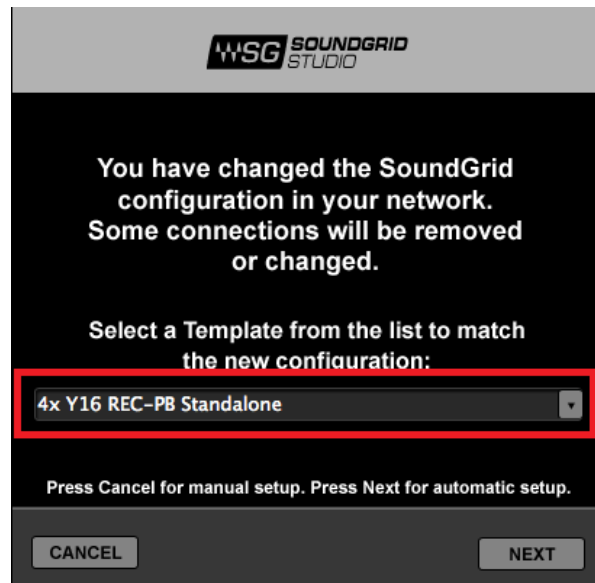 WSG SOUNDGRID
STUDIO
You have changed the SoundGrid
configuration in your network.
Some connections will be removed
or changed.
Select a Template from the list to match
the new configuration:
4x Y16 REC-PB Standalone
Press Cancel for manual setup. Press Next for automatic setup.
CANCEL
NEXT